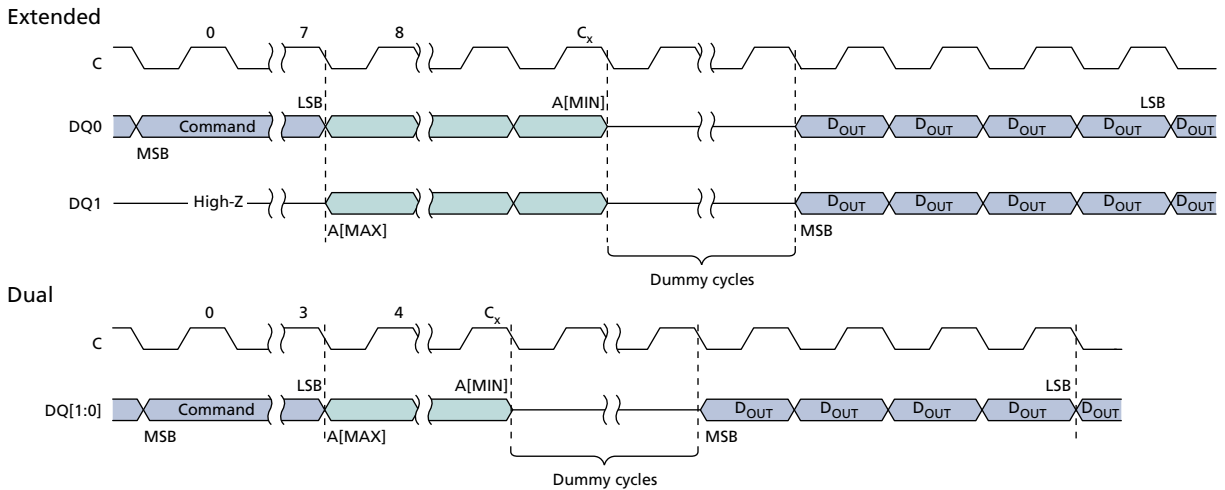 Extended
0 7 8 Cx
C
LSB A[MIN] LSB
DQ0 Command DOUT DOUT DOUT DOUT DOUT
MSB
DQ1 High-Z DOUT DOUT DOUT DOUT DOUT
A[MAX] MSB
Dummy cycles
Dual
0 3 4 Cx
C
LSB A[MIN] LSB
DQ[1:0] Command DOUT DOUT DOUT DOUT DOUT
MSB A[MAX] MSB
Dummy cycles